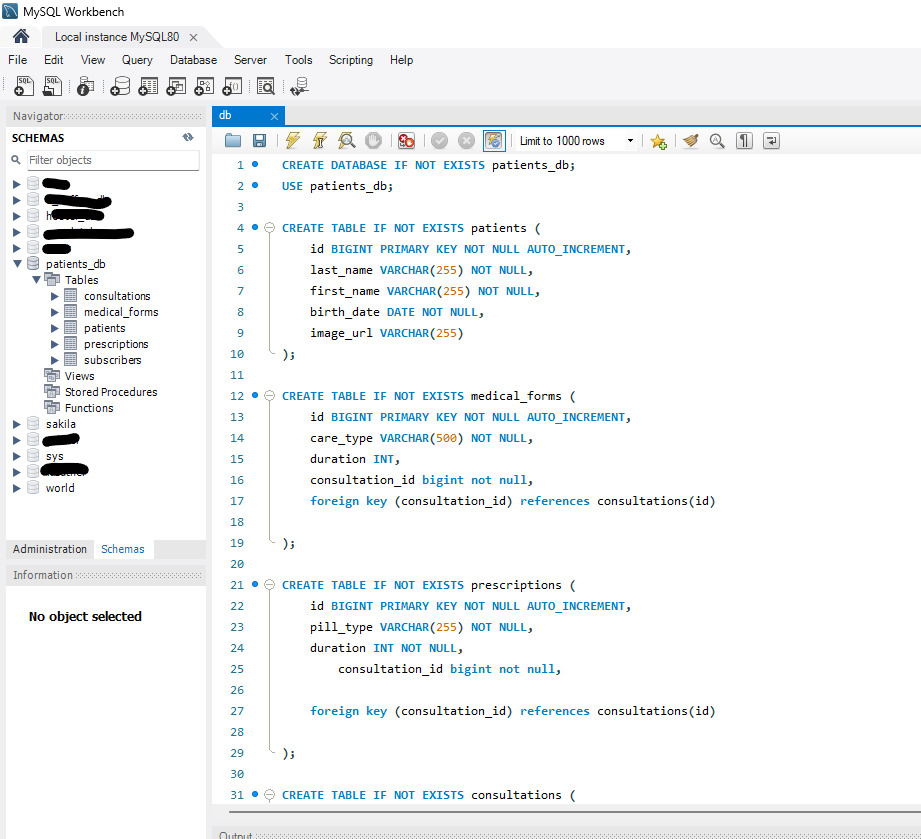 MySQL Workbench
Local instance MySQL80
File Edit View Query Database Server Tools Scripting Help
Navigator
SCHEMAS
Filter objects
patients_db
Tables
consultations
medical_forms
patients
prescriptions
subscribers
Views
Stored Procedures
Functions
sakila
sys
world
Administration Schemas
Information
No object selected
db
Limit to 1000 rows
1 CREATE DATABASE IF NOT EXISTS patients_db;
2 USE patients_db;
3
4 CREATE TABLE IF NOT EXISTS patients (
5 id BIGINT PRIMARY KEY NOT NULL AUTO_INCREMENT,
6 last_name VARCHAR(255) NOT NULL,
7 first_name VARCHAR(255) NOT NULL,
8 birth_date DATE NOT NULL,
9 image_url VARCHAR(255)
10 );
11
12 CREATE TABLE IF NOT EXISTS medical_forms (
13 id BIGINT PRIMARY KEY NOT NULL AUTO_INCREMENT,
14 care_type VARCHAR(500) NOT NULL,
15 duration INT,
16 consultation_id bigint not null,
17 foreign key (consultation_id) references consultations(id)
18
19 );
20
21 CREATE TABLE IF NOT EXISTS prescriptions (
22 id BIGINT PRIMARY KEY NOT NULL AUTO_INCREMENT,
23 pill_type VARCHAR(255) NOT NULL,
24 duration INT NOT NULL,
25 consultation_id bigint not null,
26
27 foreign key (consultation_id) references consultations(id)
28
29 );
30
31 CREATE TABLE IF NOT EXISTS consultations (
Output